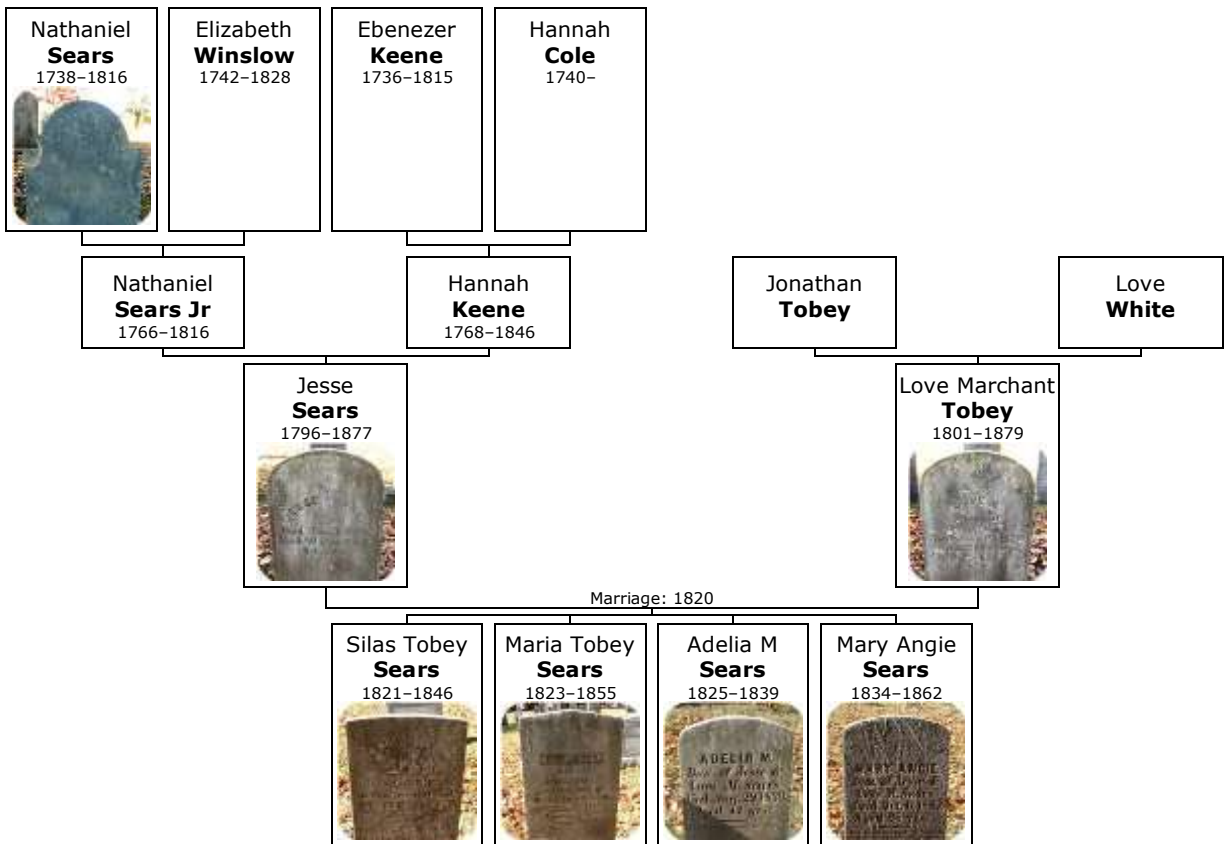 Nathaniel
Sears
1738–1816
Elizabeth
Winslow
1742–1828
Ebenezer
Keene
1736–1815
Hannah
Cole
1740–
Nathaniel
Sears Jr
1766–1816
Hannah
Keene
1768–1846
Jonathan
Tobey
Love
White
Jesse
Sears
1796–1877
Love Marchant
Tobey
1801–1879
Marriage: 1820
Silas Tobey
Sears
1821–1846
Maria Tobey
Sears
1823–1855
Adelia M
Sears
1825–1839
ADELIA M.
Mary Angie
Sears
1834–1862
MARY ANGIE